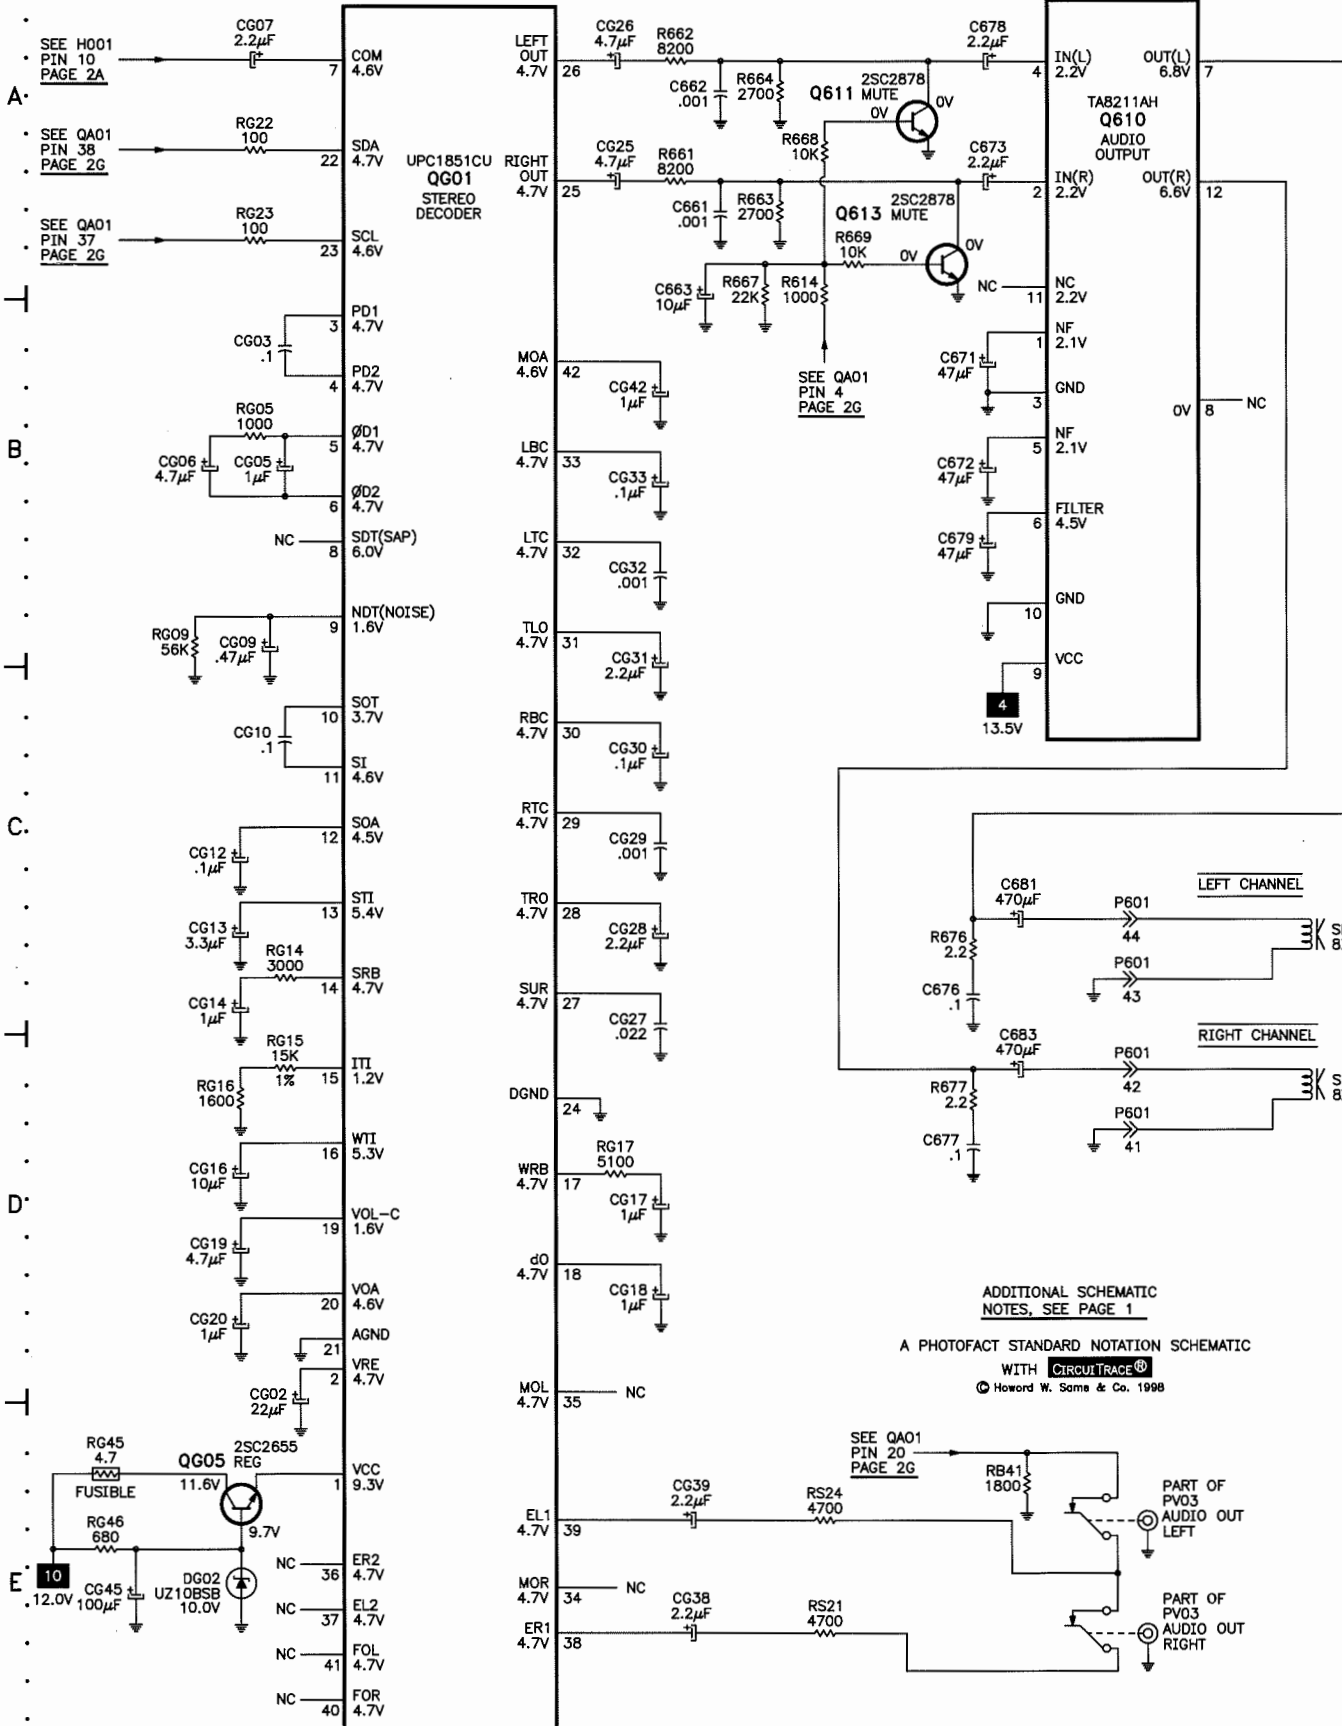 SEE H001
PIN 10
PAGE 2A
CG07
2.2µF
7
COM
4.6V
A
SEE QA01
PIN 38
PAGE 2G
RG22
100
22
SDA
4.7V
SEE QA01
PIN 37
PAGE 2G
RG23
100
23
SCL
4.6V
UPC1851CU
QG01
STEREO
DECODER
3
PD1
4.7V
CG03
.1
4
PD2
4.7V
B
RG05
1000
5
ØD1
4.7V
CG06
4.7µF
CG05
1µF
6
ØD2
4.7V
NC
8
SDT(SAP)
6.0V
9
NDT(NOISE)
1.6V
RG09
56K
CG09
.47µF
10
SOT
3.7V
CG10
.1
11
SI
4.6V
C
12
SOA
4.5V
CG12
.1µF
13
STI
5.4V
CG13
3.3µF
RG14
3000
14
SRB
4.7V
CG14
1µF
RG15
15K
1%
15
ITI
1.2V
RG16
1600
16
WTI
5.3V
CG16
10µF
D
19
VOL-C
1.6V
CG19
4.7µF
20
VOA
4.6V
CG20
1µF
21
AGND
2
VRE
4.7V
CG02
22µF
RG45
4.7
FUSIBLE
QG05
2SC2655
REG
11.6V
9.7V
1
VCC
9.3V
RG46
680
E
10
12.0V
CG45
100µF
DG02
UZ10BSB
10.0V
NC
36
ER2
4.7V
NC
37
EL2
4.7V
NC
41
FOL
4.7V
NC
40
FOR
4.7V
LEFT
OUT
4.7V
26
CG26
4.7µF
R662
8200
C662
.001
R664
2700
Q611
2SC2878
MUTE
0V
0V
C678
2.2µF
R668
10K
RIGHT
OUT
4.7V
25
CG25
4.7µF
R661
8200
C661
.001
R663
2700
Q613
2SC2878
MUTE
0V
0V
C673
2.2µF
R669
10K
C663
10µF
R667
22K
R614
1000
SEE QA01
PIN 4
PAGE 2G
4
IN(L)
2.2V
OUT(L)
6.8V
7
TA8211AH
Q610
AUDIO
OUTPUT
2
IN(R)
2.2V
OUT(R)
6.6V
12
NC
11
NC
2.2V
1
NF
2.1V
C671
47µF
3
GND
0V
8
NC
5
NF
2.1V
C672
47µF
6
FILTER
4.5V
C679
47µF
10
GND
9
VCC
4
13.5V
MOA
4.6V
42
CG42
1µF
LBC
4.7V
33
CG33
.1µF
LTC
4.7V
32
CG32
.001
TLO
4.7V
31
CG31
2.2µF
RBC
4.7V
30
CG30
.1µF
RTC
4.7V
29
CG29
.001
TRO
4.7V
28
CG28
2.2µF
SUR
4.7V
27
CG27
.022
DGND
24
WRB
4.7V
17
RG17
5100
CG17
1µF
dO
4.7V
18
CG18
1µF
MOL
4.7V
35
NC
LEFT CHANNEL
C681
470µF
P601
44
R676
2.2
C676
.1
P601
43
RIGHT CHANNEL
C683
470µF
P601
42
R677
2.2
C677
.1
P601
41
ADDITIONAL SCHEMATIC
NOTES, SEE PAGE 1
A PHOTOFACT STANDARD NOTATION SCHEMATIC
WITH CIRCUITRACE®
© Howard W. Sams & Co. 1998
SEE QA01
PIN 20
PAGE 2G
RB41
1800
EL1
4.7V
39
CG39
2.2µF
RS24
4700
PART OF
PV03
AUDIO OUT
LEFT
MOR
4.7V
34
NC
ER1
4.7V
38
CG38
2.2µF
RS21
4700
PART OF
PV03
AUDIO OUT
RIGHT